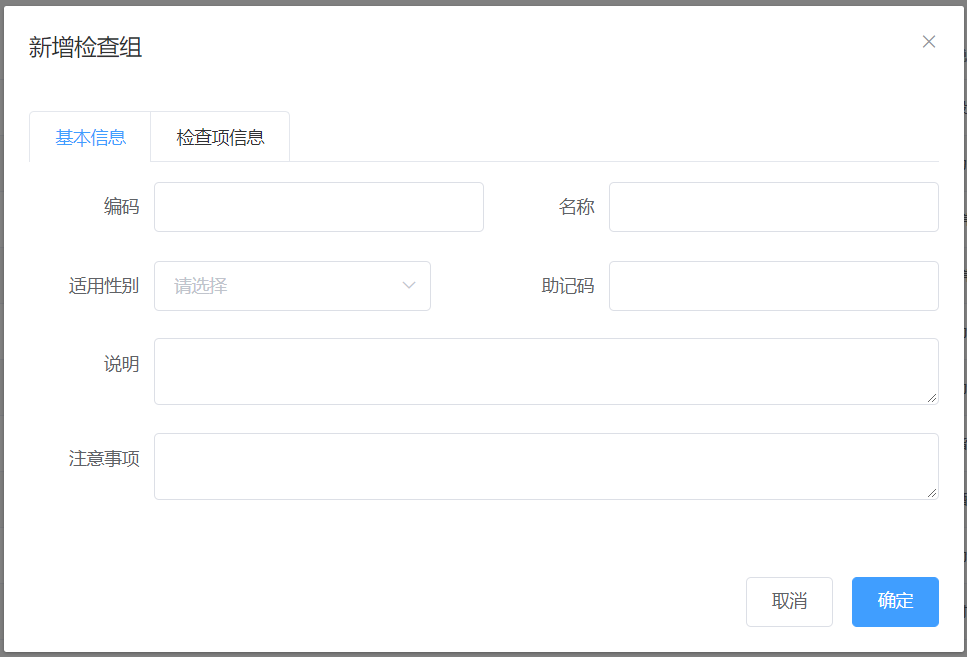 新增检查组
基本信息 检查项信息
编码 名称
适用性别 请选择 助记码
说明
注意事项
取消 确定